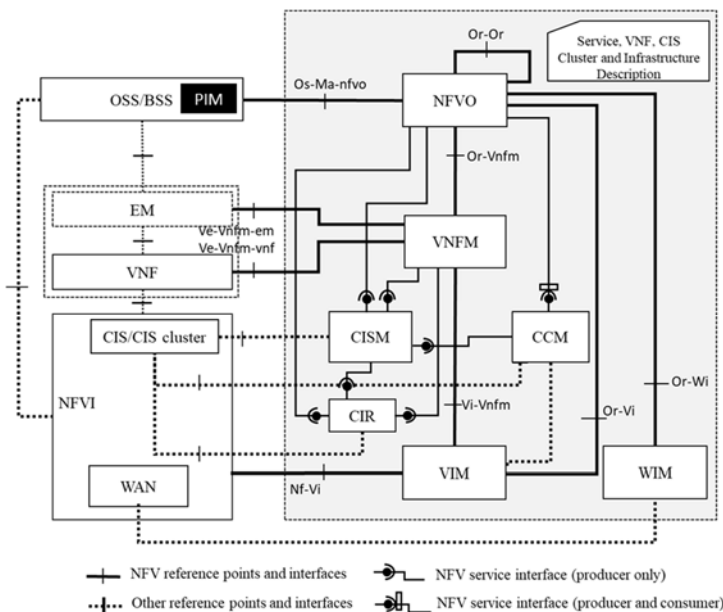 Or-Or
Service, VNF, CIS
Cluster and Infrastructure
Description
OSS/BSS
PIM
Os-Ma-nfvo
NFVO
Or-Vnfm
EM
Ve-Vnfm-em
Ve-Vnfm-vnf
VNFM
VNF
CIS/CIS cluster
CISM
CCM
NFVI
Or-Wi
CIR
Vi-Vnfm
Or-Vi
WAN
Nf-Vi
VIM
WIM
NFV reference points and interfaces
NFV service interface (producer only)
Other reference points and interfaces
NFV service interface (producer and consumer)